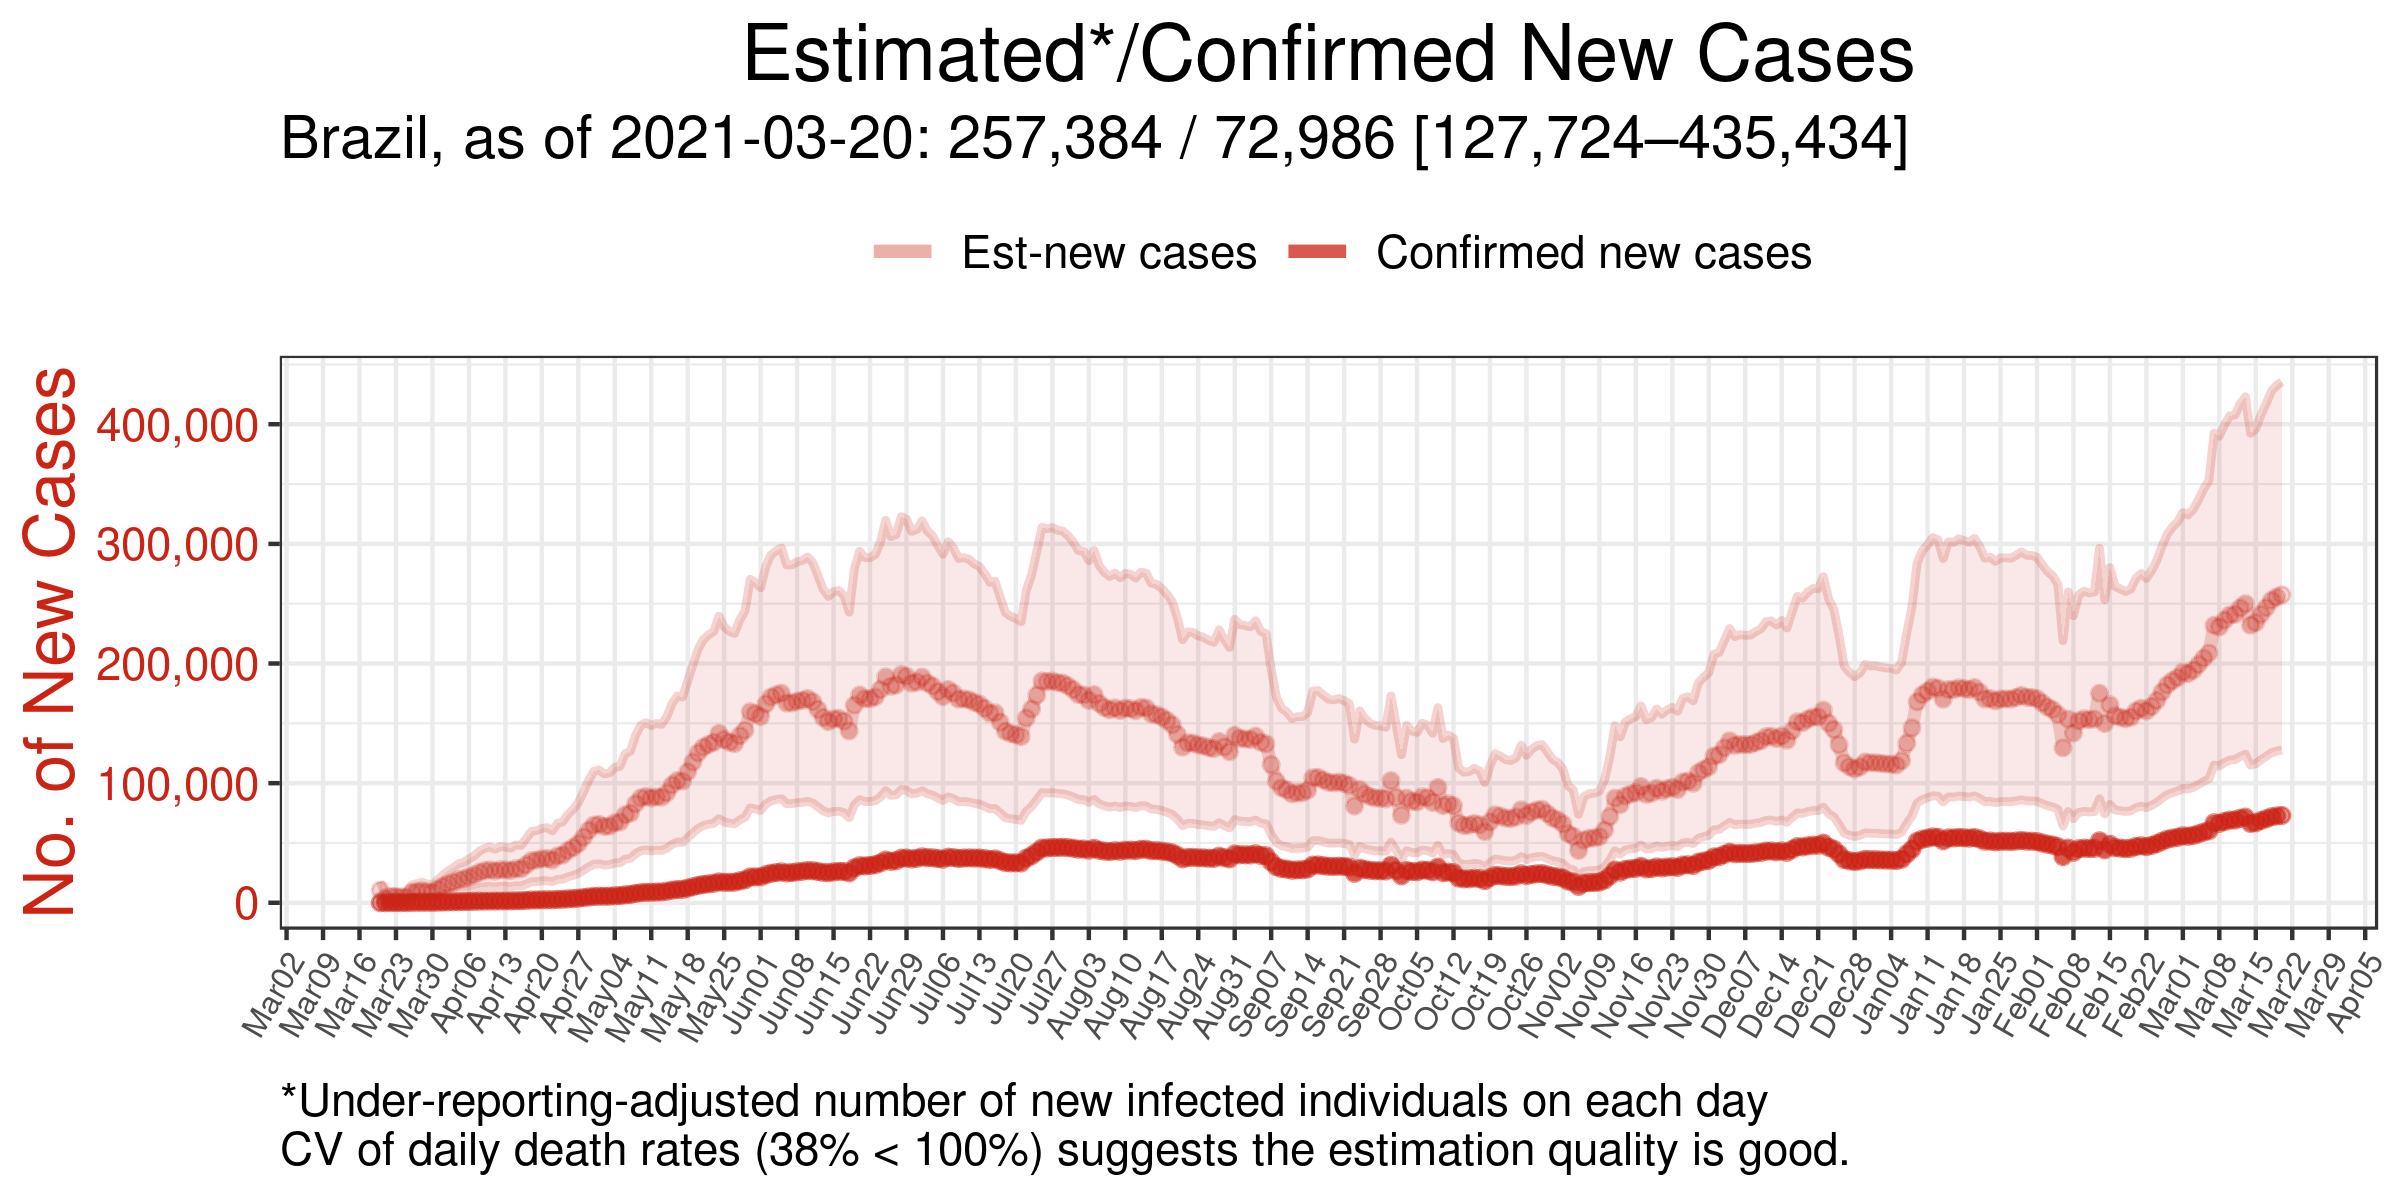 Estimated*/Confirmed New Cases
Brazil, as of 2021-03-20: 257,384 / 72,986 [127,724–435,434]
Est-new cases
Confirmed new cases
No. of New Cases
400,000
300,000
200,000
100,000
0
Mar02
Mar09
Mar16
Mar23
Mar30
Apr06
Apr13
Apr20
Apr27
May04
May11
May18
May25
Jun01
Jun08
Jun15
Jun22
Jun29
Jul06
Jul13
Jul20
Jul27
Aug03
Aug10
Aug17
Aug24
Aug31
Sep07
Sep14
Sep21
Sep28
Oct05
Oct12
Oct19
Oct26
Nov02
Nov09
Nov16
Nov23
Nov30
Dec07
Dec14
Dec21
Dec28
Jan04
Jan11
Jan18
Jan25
Feb01
Feb08
Feb15
Feb22
Mar01
Mar08
Mar15
Mar22
Mar29
Apr05
*Under-reporting-adjusted number of new infected individuals on each day
CV of daily death rates (38% < 100%) suggests the estimation quality is good.